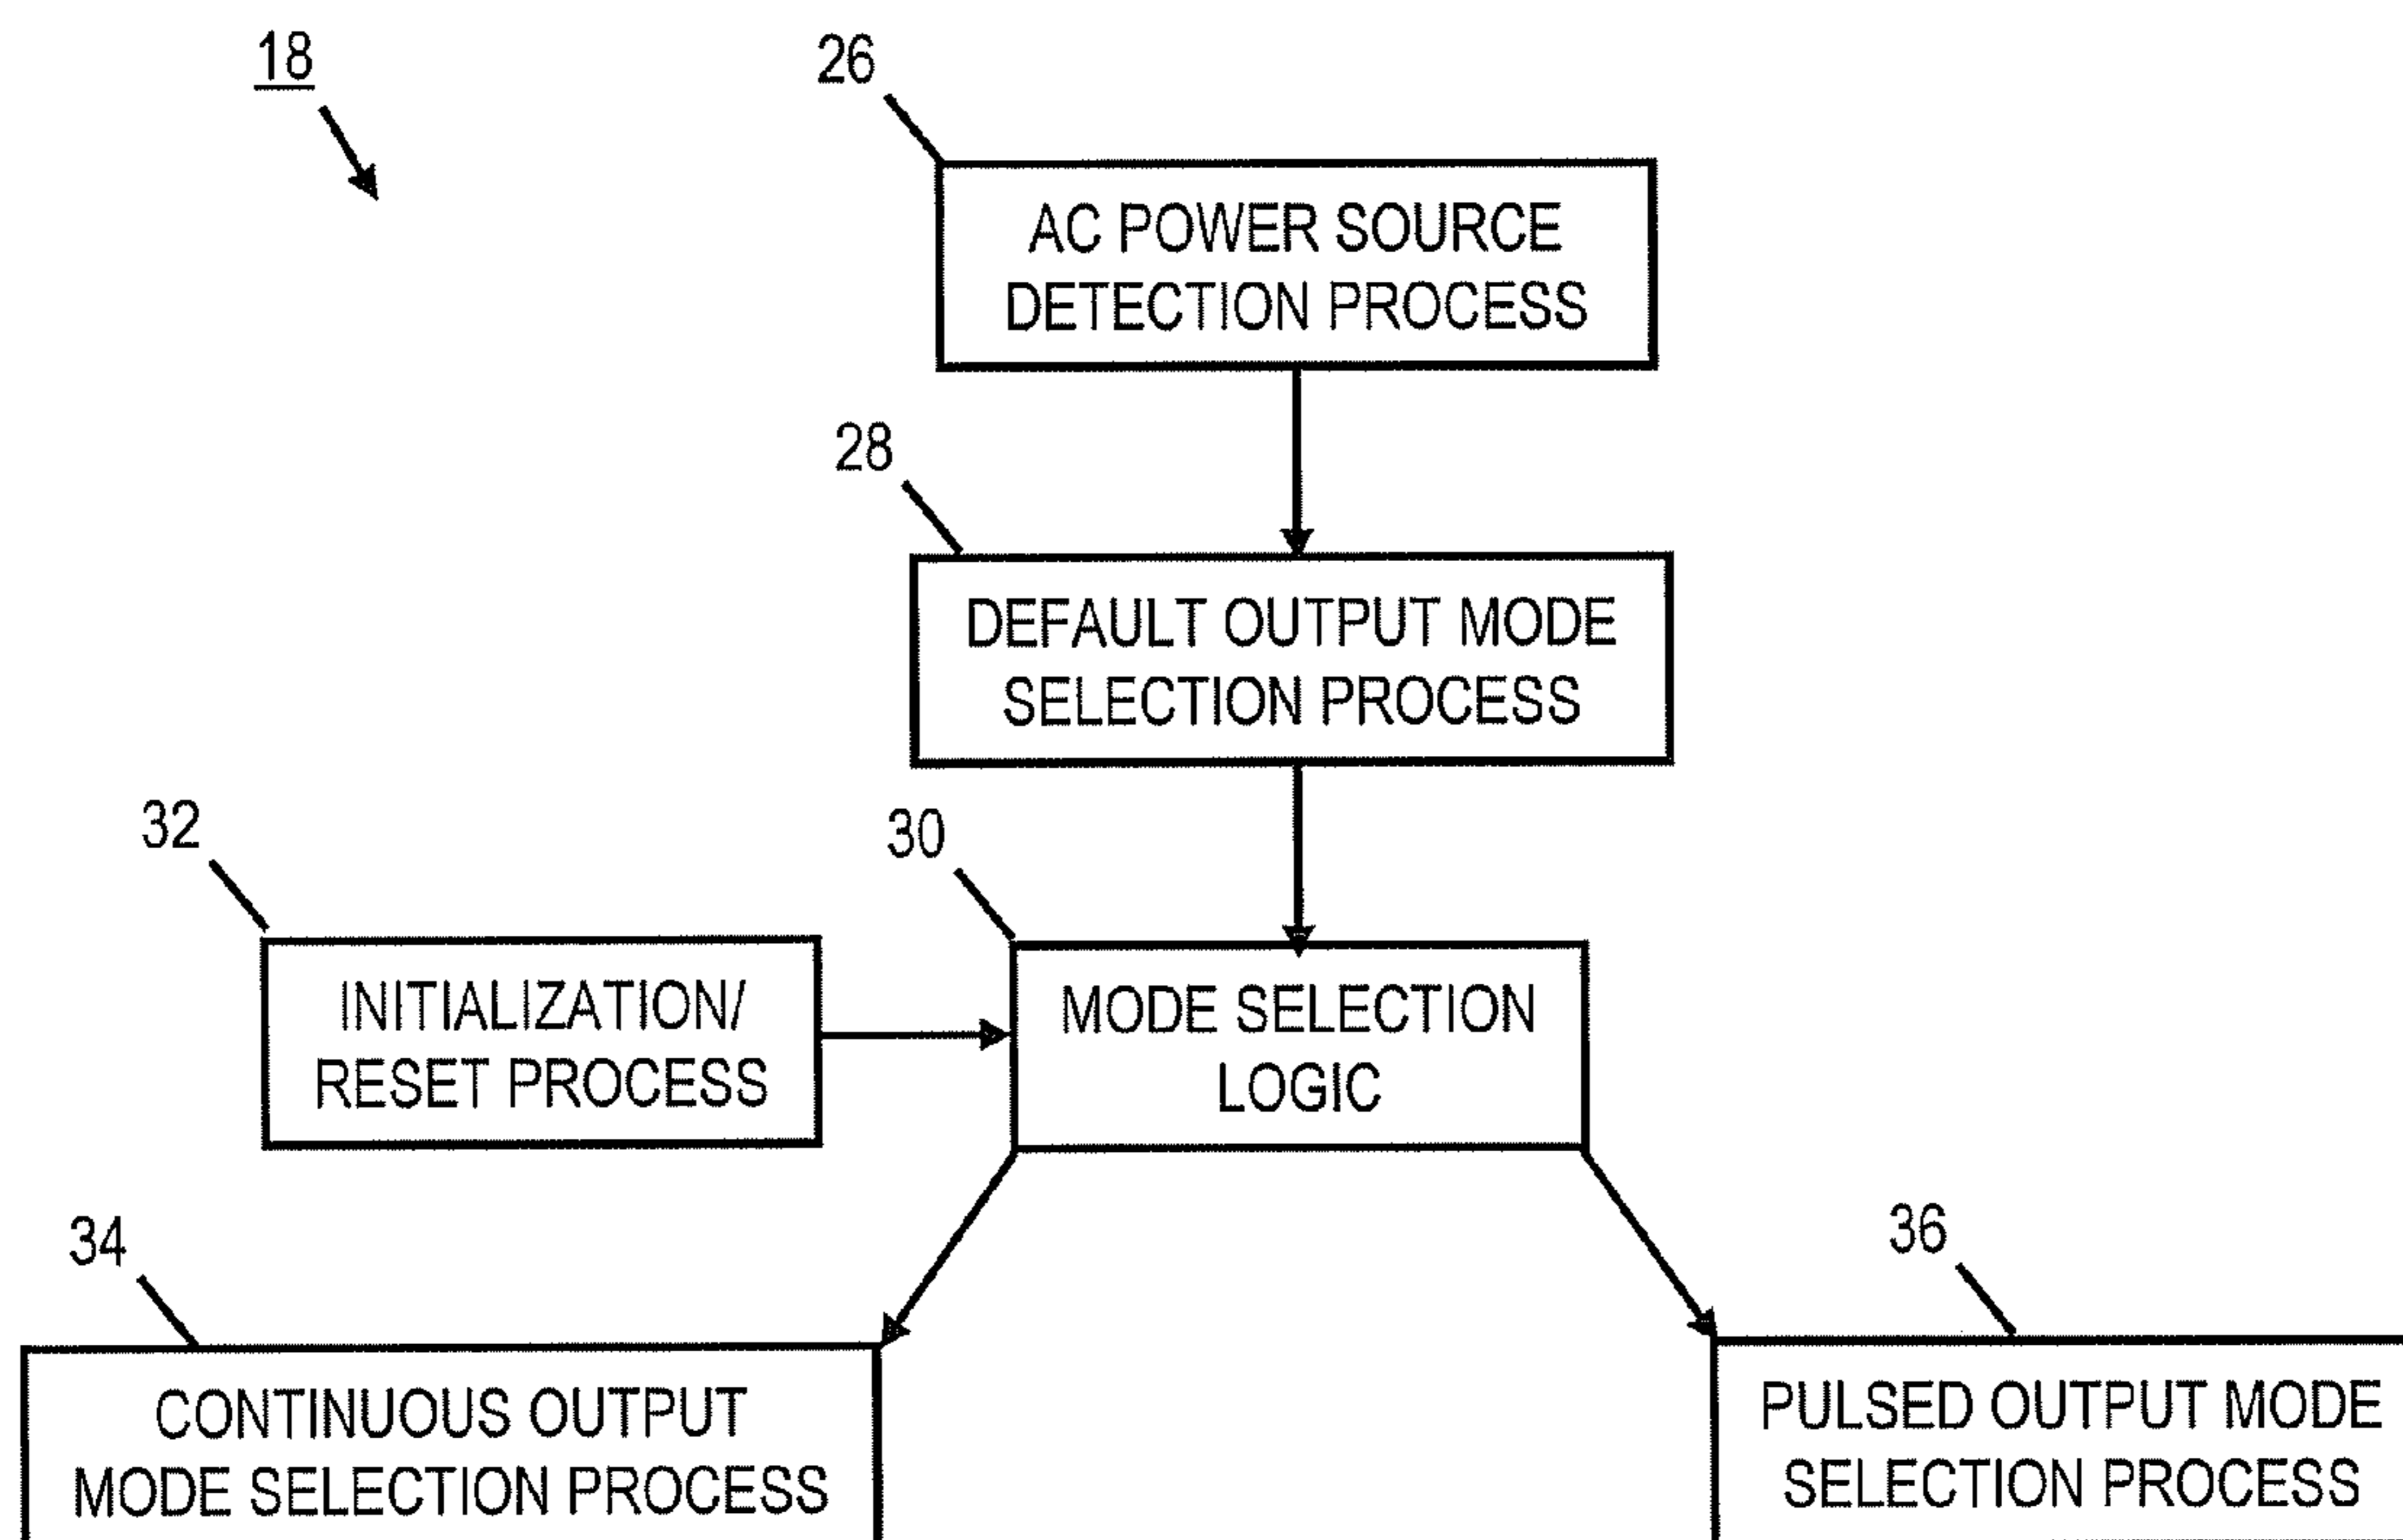 18
26
AC POWER SOURCE
DETECTION PROCESS
28
DEFAULT OUTPUT MODE
SELECTION PROCESS
32
30
INITIALIZATION/
RESET PROCESS
MODE SELECTION
LOGIC
34
36
CONTINUOUS OUTPUT
MODE SELECTION PROCESS
PULSED OUTPUT MODE
SELECTION PROCESS